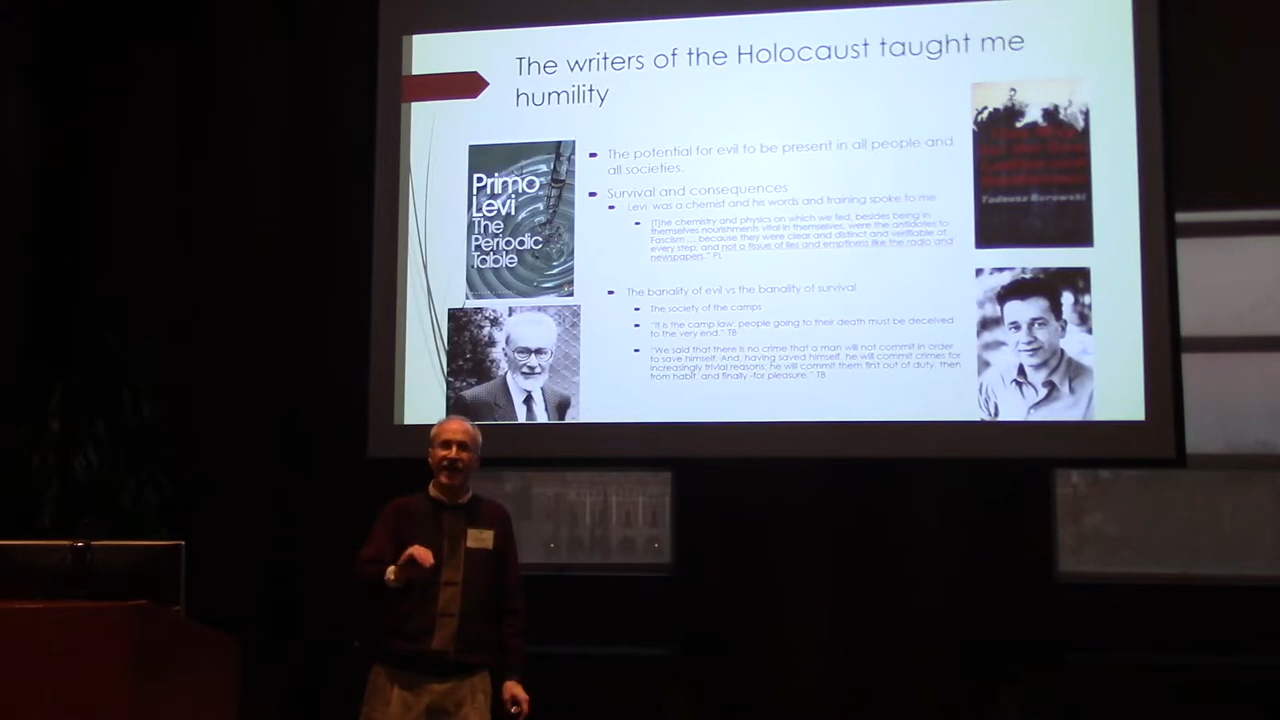 The writers of the Holocaust taught me
humility
Primo
Levi
The
Periodic
Table
The potential for evil to be present in all people and
all societies.
Survival and consequences
Levi was a chemist and his words and training spoke to me
[T]he chemistry and physics on which we fed, besides being in
themselves nourishments vital in themselves, were the antidotes to
Fascism… because they were clear and distinct and verifiable at
every step, and not a tissue of lies and emptiness like the radio and
newspapers." PL
The banality of evil vs the banality of survival
The society of the camps
"It is the camp law: people going to their death must be deceived
to the very end." TB
"We said that there is no crime that a man will not commit in order
to save himself. And, having saved himself, he will commit crimes for
increasingly trivial reasons; he will commit them first out of duty, then
from habit, and finally -for pleasure." TB
Tadeusz Borowski